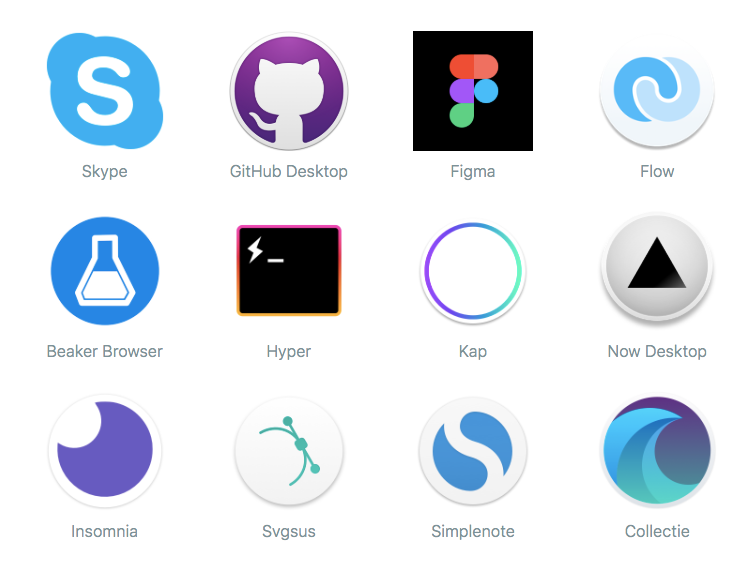 Skype
GitHub Desktop
Figma
Flow
Beaker Browser
Hyper
Kap
Now Desktop
Insomnia
Svgsus
Simplenote
Collectie